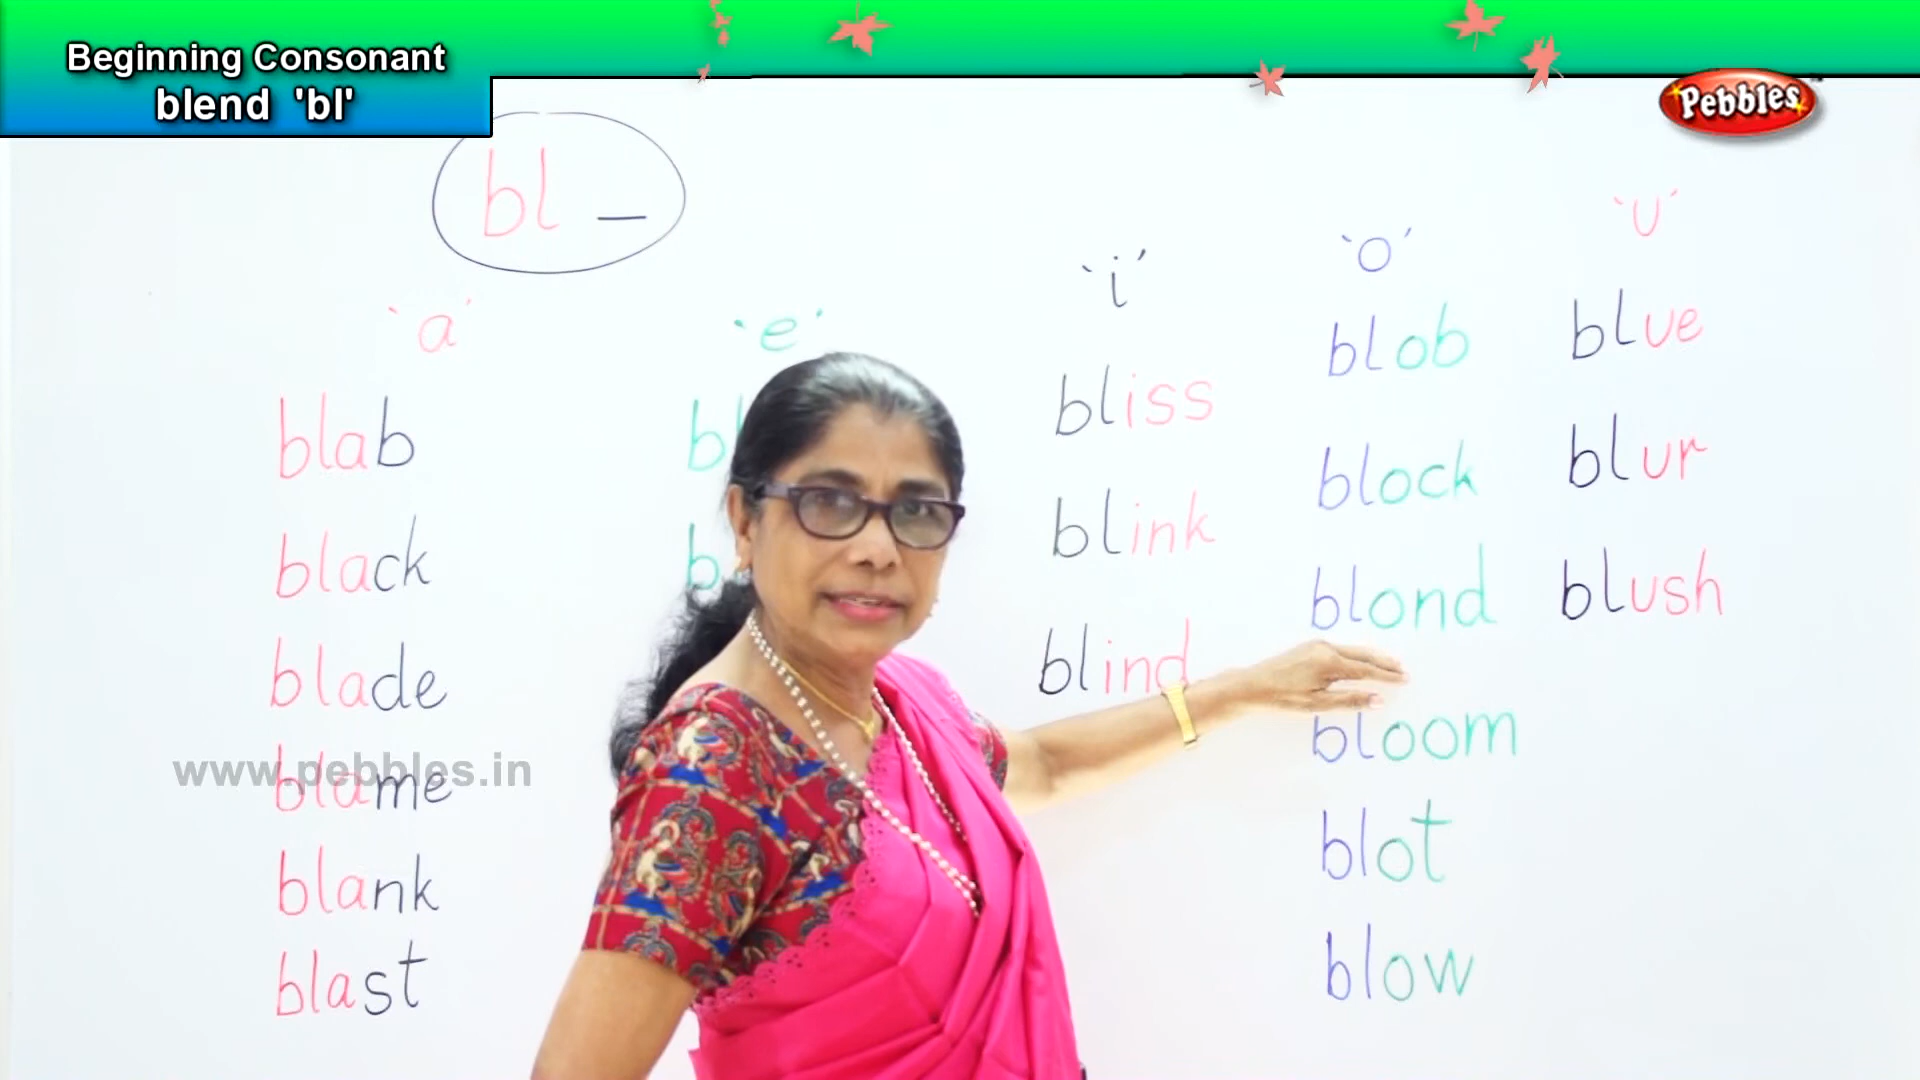 Beginning Consonant
blend 'bl'
Pebbles
bl _
'a'
blab
black
blade
blame
blank
blast
'e'
'i'
bliss
blink
blind
'o'
blob
block
blond
bloom
blot
blow
'u'
blue
blur
blush
www.pebbles.in